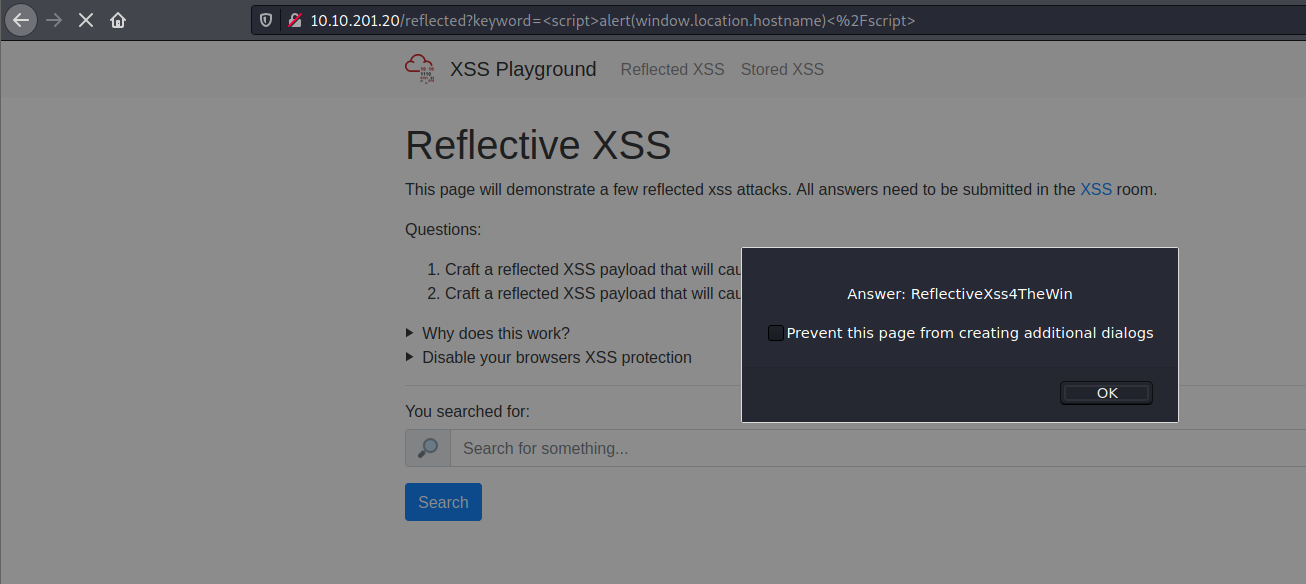 10.10.201.20/reflected?keyword=<script>alert(window.location.hostname)<%2Fscript>
XSS Playground Reflected XSS Stored XSS
Reflective XSS
This page will demonstrate a few reflected xss attacks. All answers need to be submitted in the XSS room.
Questions:
1. Craft a reflected XSS payload that will cau
2. Craft a reflected XSS payload that will cau
Why does this work?
Disable your browsers XSS protection
Answer: ReflectiveXss4TheWin
Prevent this page from creating additional dialogs
OK
You searched for:
Search for something...
Search